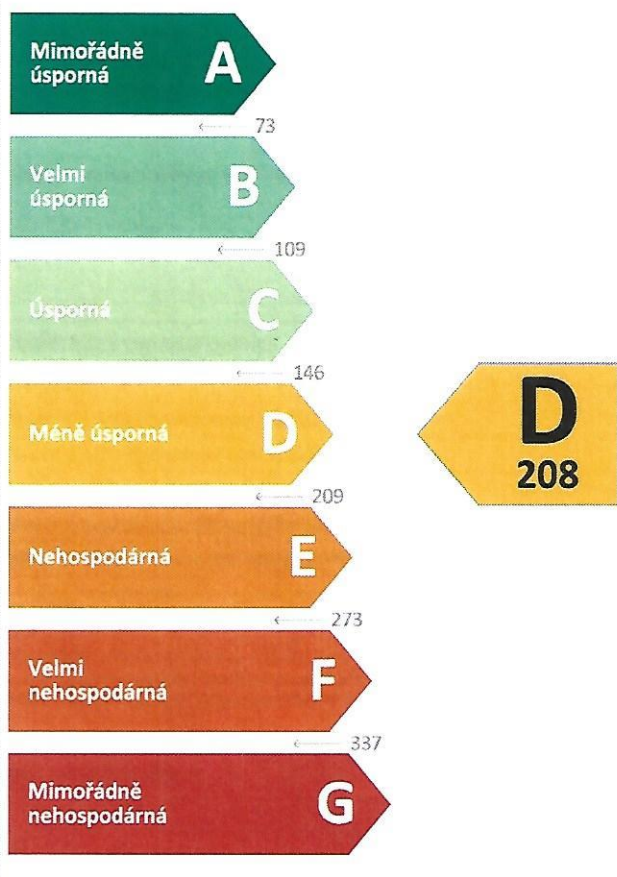 Mimořádně
úsporná
A
73
Velmi
úsporná
B
109
Úsporná
C
146
Méně úsporná
D
209
D
208
Nehospodárná
E
273
Velmi
nehospodárná
F
337
Mimořádně
nehospodárná
G